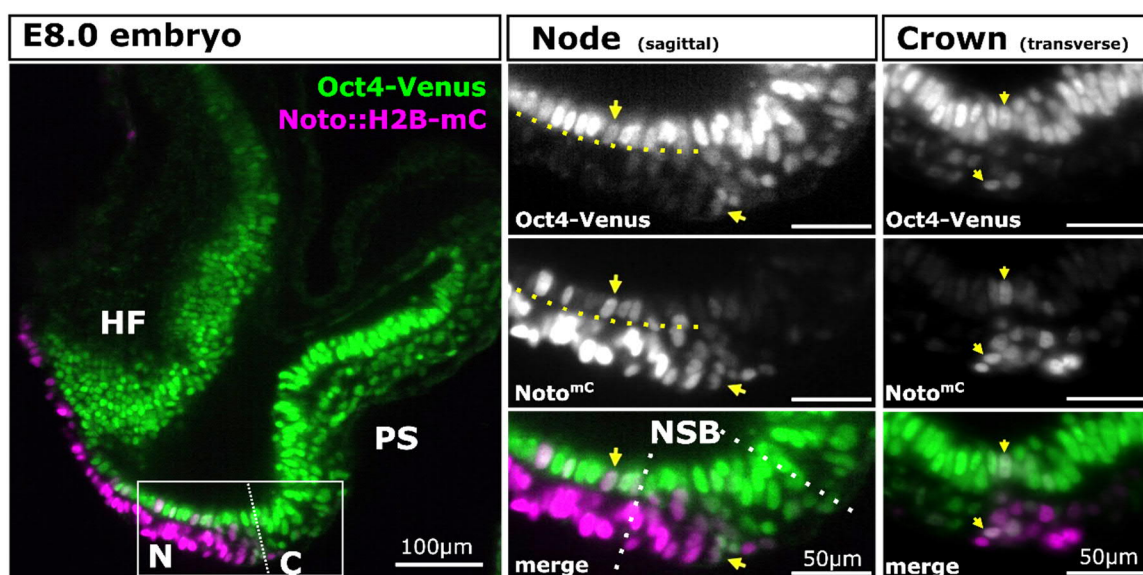 E8.0 embryo
Oct4-Venus
Noto::H2B-mC
HF
PS
N
C
100µm
Node (sagittal)
Oct4-Venus
Noto^mC
NSB
merge
50µm
Crown (transverse)
Oct4-Venus
Noto^mC
merge
50µm